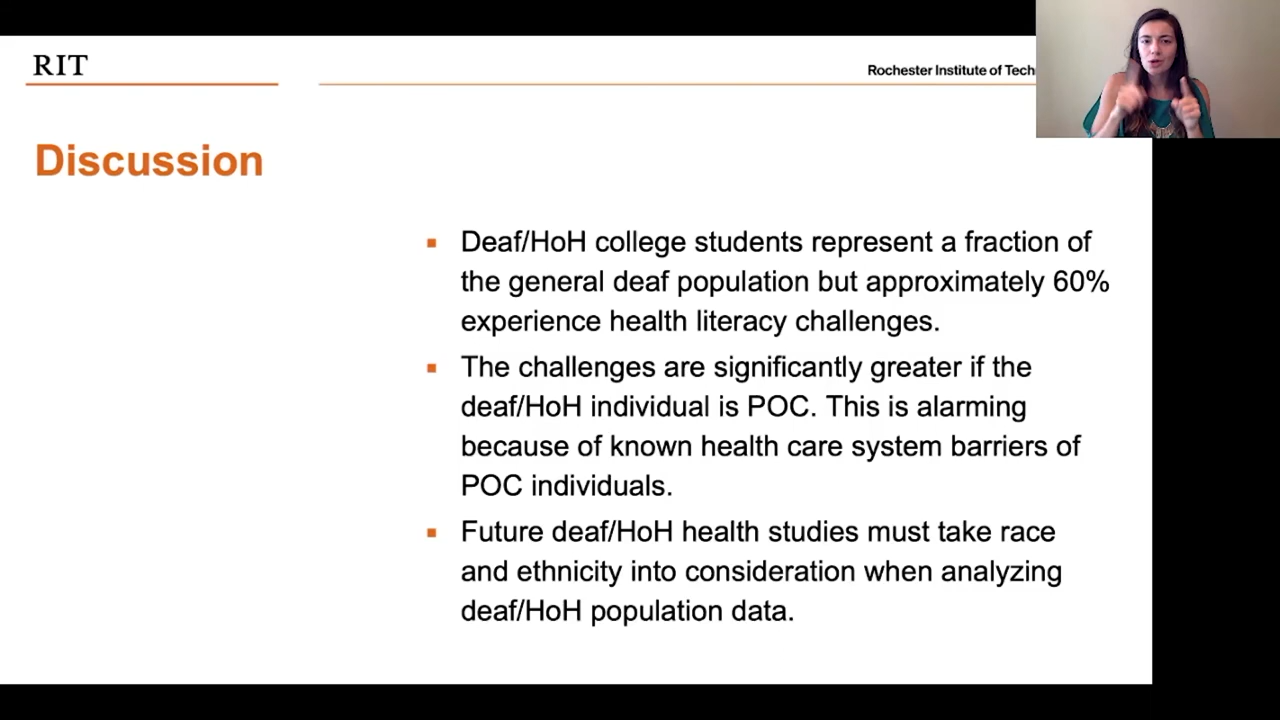 RIT
Rochester Institute of Tech
Discussion
▪ Deaf/HoH college students represent a fraction of
the general deaf population but approximately 60%
experience health literacy challenges.
▪ The challenges are significantly greater if the
deaf/HoH individual is POC. This is alarming
because of known health care system barriers of
POC individuals.
▪ Future deaf/HoH health studies must take race
and ethnicity into consideration when analyzing
deaf/HoH population data.